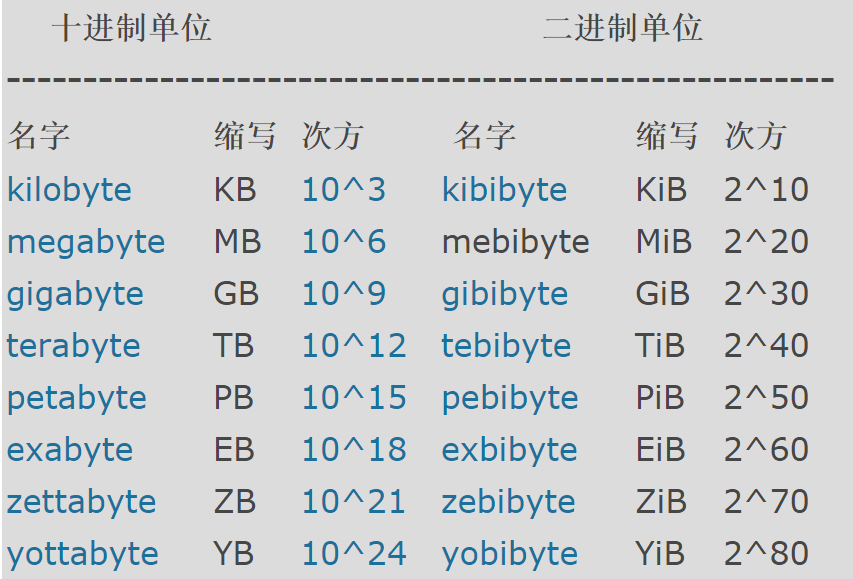 十进制单位 二进制单位
------------------------------------------------------
名字 缩写 次方 名字 缩写 次方
kilobyte KB 10^3 kibibyte KiB 2^10
megabyte MB 10^6 mebibyte MiB 2^20
gigabyte GB 10^9 gibibyte GiB 2^30
terabyte TB 10^12 tebibyte TiB 2^40
petabyte PB 10^15 pebibyte PiB 2^50
exabyte EB 10^18 exbibyte EiB 2^60
zettabyte ZB 10^21 zebibyte ZiB 2^70
yottabyte YB 10^24 yobibyte YiB 2^80